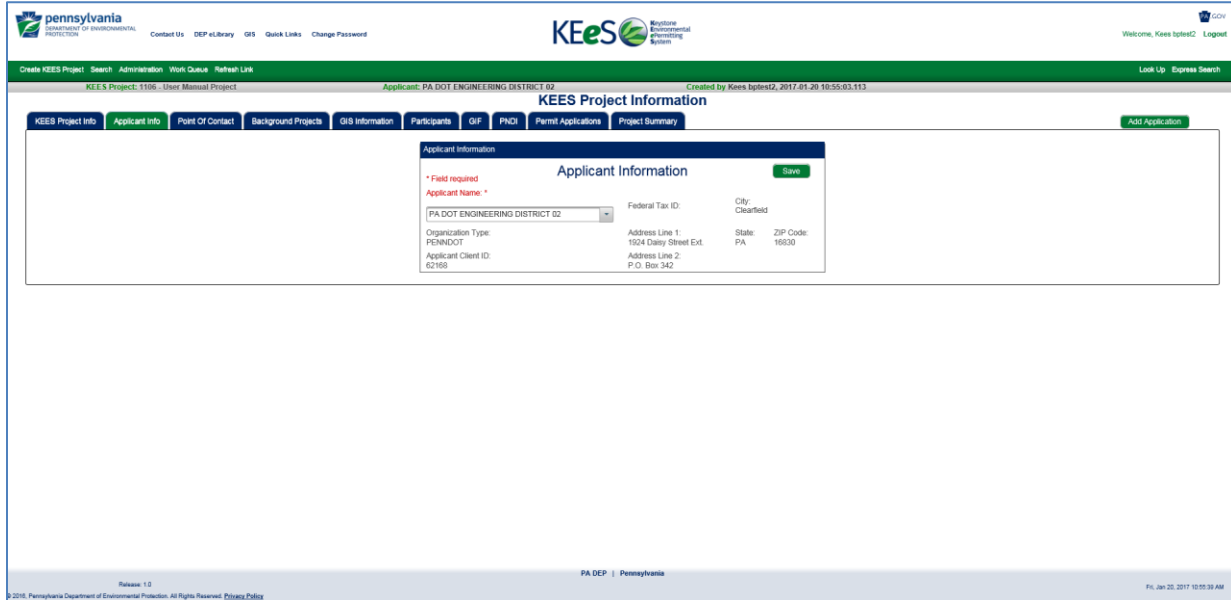 pennsylvania
DEPARTMENT OF ENVIRONMENTAL
PROTECTION
Contact Us DEP eLibrary GIS Quick Links Change Password
KEeS
Keystone
Environmental
ePermitting
System
PA GOV
Welcome, Kees bptest2 Logout
Create KEES Project Search Administration Work Queue Refresh Link
Look Up Express Search
KEES Project: 1106 - User Manual Project
Applicant: PA DOT ENGINEERING DISTRICT 02
Created by Kees bptest2, 2017-01-20 10:55:03.113
KEES Project Information
KEES Project Info Applicant Info Point Of Contact Background Projects GIS Information Participants GIF PNDI Permit Applications Project Summary
Add Application
Applicant Information
Applicant Information
Save
* Field required
Applicant Name: *
PA DOT ENGINEERING DISTRICT 02
Federal Tax ID:
City:
Clearfield
Organization Type:
PENNDOT
Address Line 1:
1924 Daisy Street Ext.
State:
PA
ZIP Code:
16830
Applicant Client ID:
62168
Address Line 2:
P.O. Box 342
PA DEP | Pennsylvania
Release: 1.0
© 2016, Pennsylvania Department of Environmental Protection. All Rights Reserved. Privacy Policy
Fri, Jan 20, 2017 10:55:39 AM